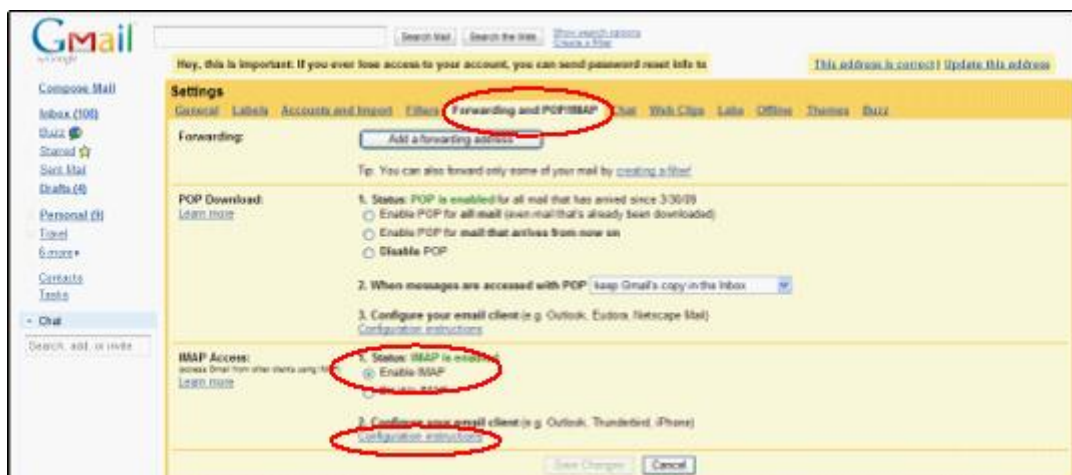 Gmail
by Google
Search Mail Search the Web Show search options
Create a filter
Hey, this is important: If you ever lose access to your account, you can send password reset info to This address is correct | Update this address
Compose Mail
Inbox (100)
Buzz
Starred
Sent Mail
Drafts (4)
Personal (9)
Travel
6 more
Contacts
Tasks
Chat
Search, add, or invite
Settings
General Labels Accounts and Import Filters Forwarding and POP/IMAP Chat Web Clips Labs Offline Themes Buzz
Forwarding:
Add a forwarding address
Tip: You can also forward only some of your mail by creating a filter!
POP Download:
Learn more
1. Status: POP is enabled for all mail that has arrived since 3/30/09
Enable POP for all mail (even mail that's already been downloaded)
Enable POP for mail that arrives from now on
Disable POP
2. When messages are accessed with POP keep Gmail's copy in the Inbox
3. Configure your email client (e.g. Outlook, Eudora, Netscape Mail)
Configuration instructions
IMAP Access:
(access Gmail from other clients using IMAP)
Learn more
1. Status: IMAP is enabled
Enable IMAP
2. Configure your email client (e.g. Outlook, Thunderbird, iPhone)
Configuration instructions
Save Changes Cancel